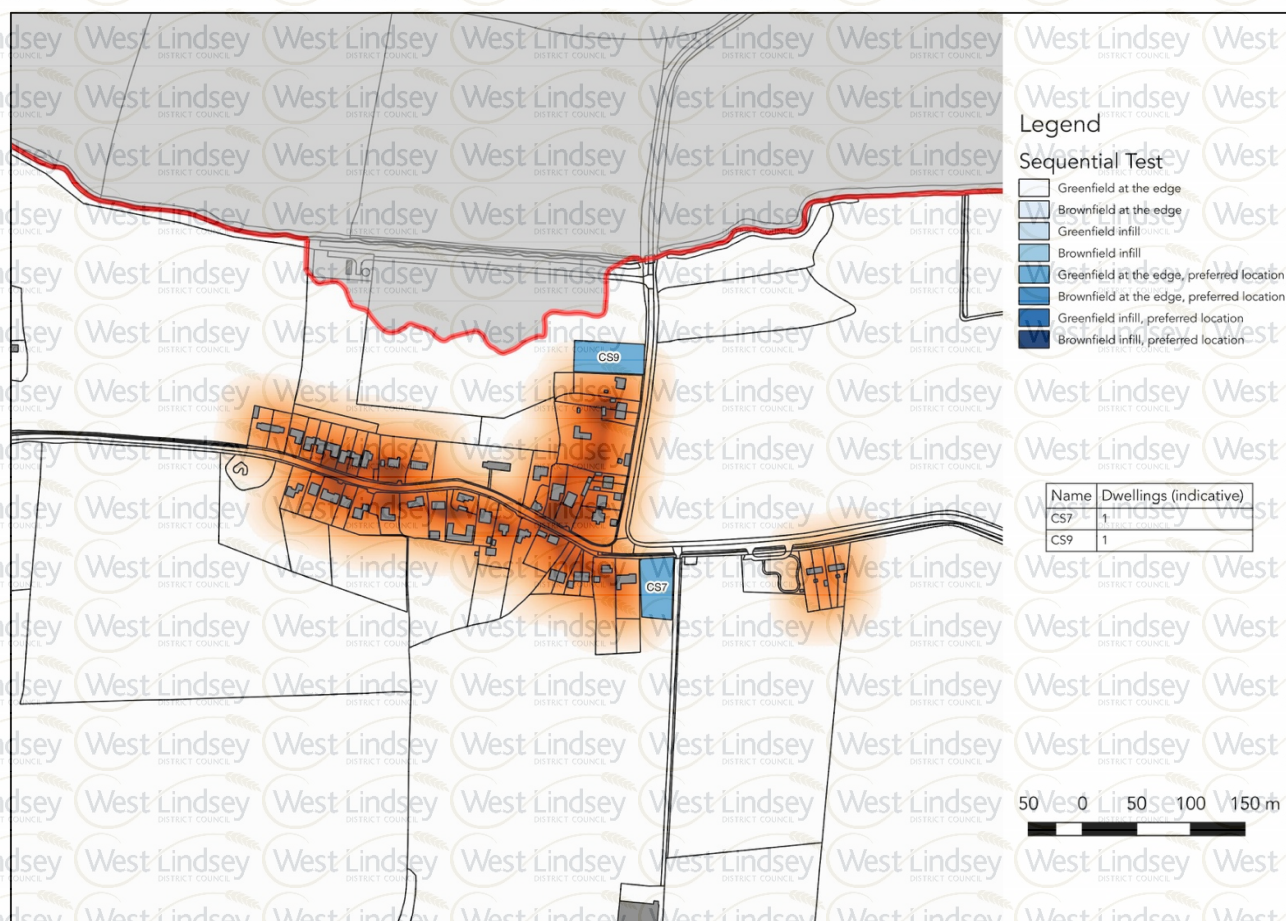 Legend
Sequential Test
Greenfield at the edge
Brownfield at the edge
Greenfield infill
Brownfield infill
Greenfield at the edge, preferred location
Brownfield at the edge, preferred location
Greenfield infill, preferred location
Brownfield infill, preferred location
CS9
CS7
Name Dwellings (indicative)
CS7 1
CS9 1
50 0 50 100 150 m
West Lindsey
DISTRICT COUNCIL